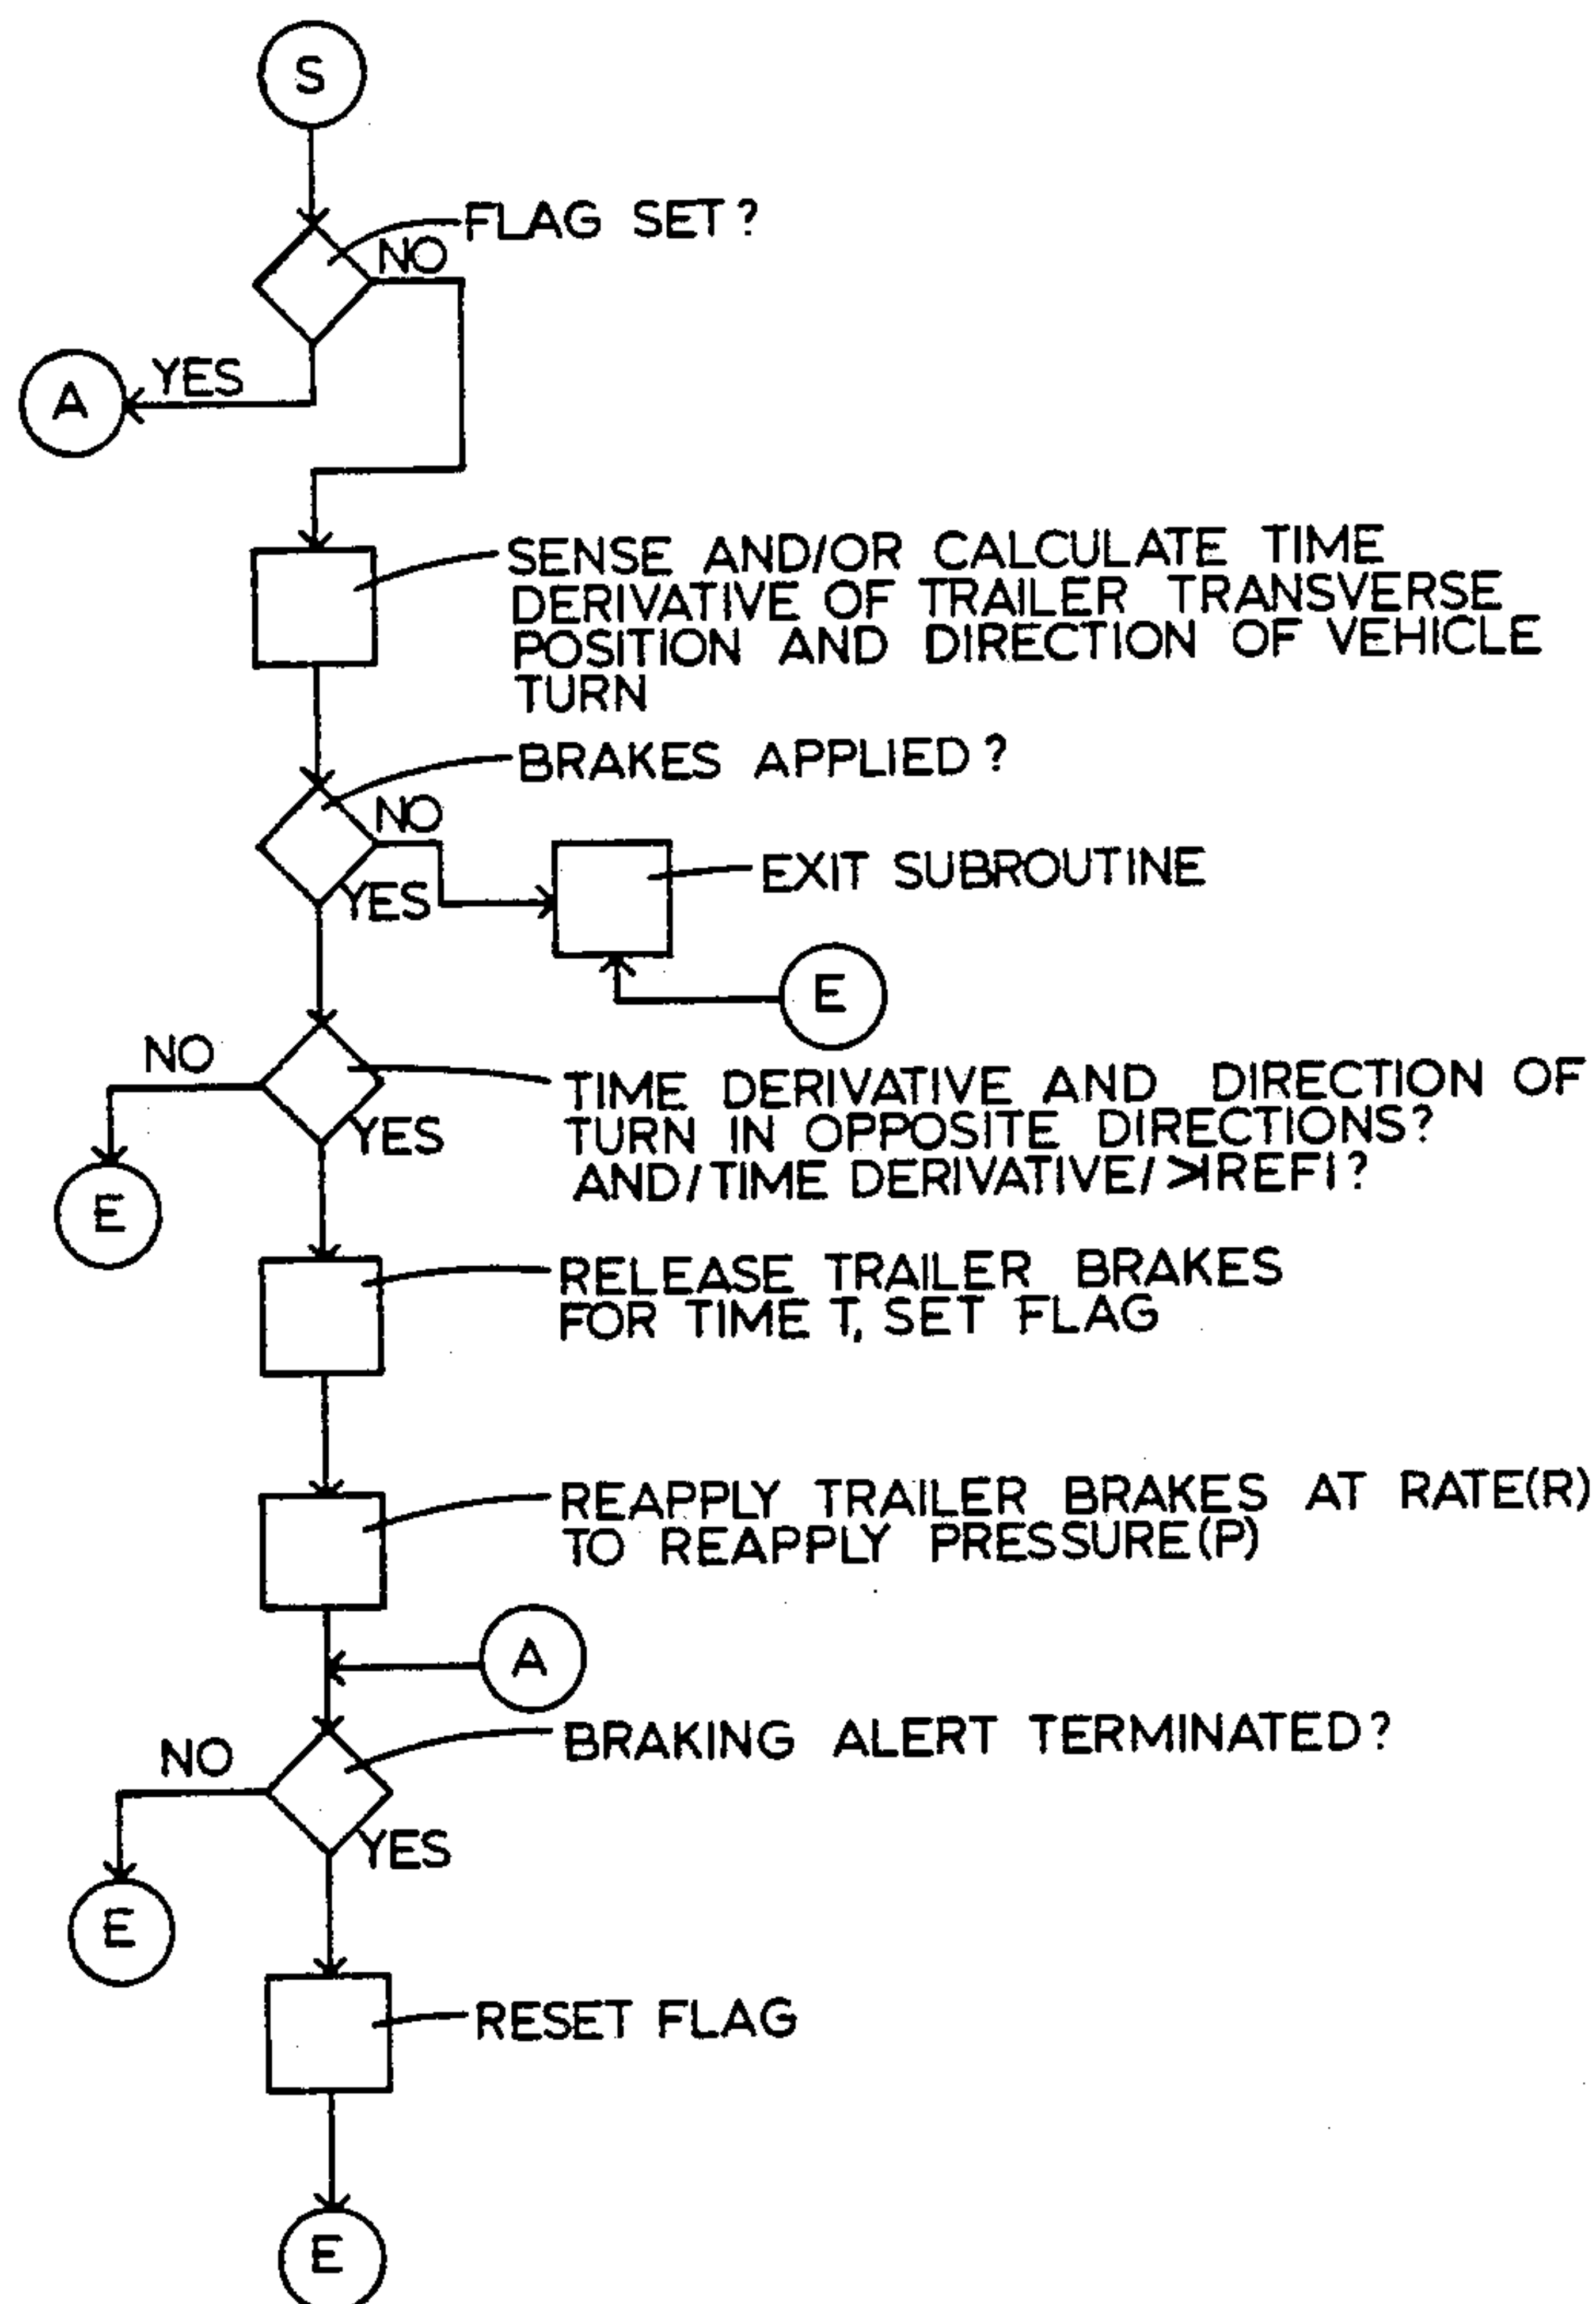 S
FLAG SET?
NO
YES
A
SENSE AND/OR CALCULATE TIME
DERIVATIVE OF TRAILER TRANSVERSE
POSITION AND DIRECTION OF VEHICLE
TURN
BRAKES APPLIED?
NO
YES
EXIT SUBROUTINE
E
NO
YES
TIME DERIVATIVE AND DIRECTION OF
TURN IN OPPOSITE DIRECTIONS?
AND/TIME DERIVATIVE/>|REF|?
E
RELEASE TRAILER BRAKES
FOR TIME T, SET FLAG
REAPPLY TRAILER BRAKES AT RATE(R)
TO REAPPLY PRESSURE(P)
A
BRAKING ALERT TERMINATED?
NO
YES
E
RESET FLAG
E